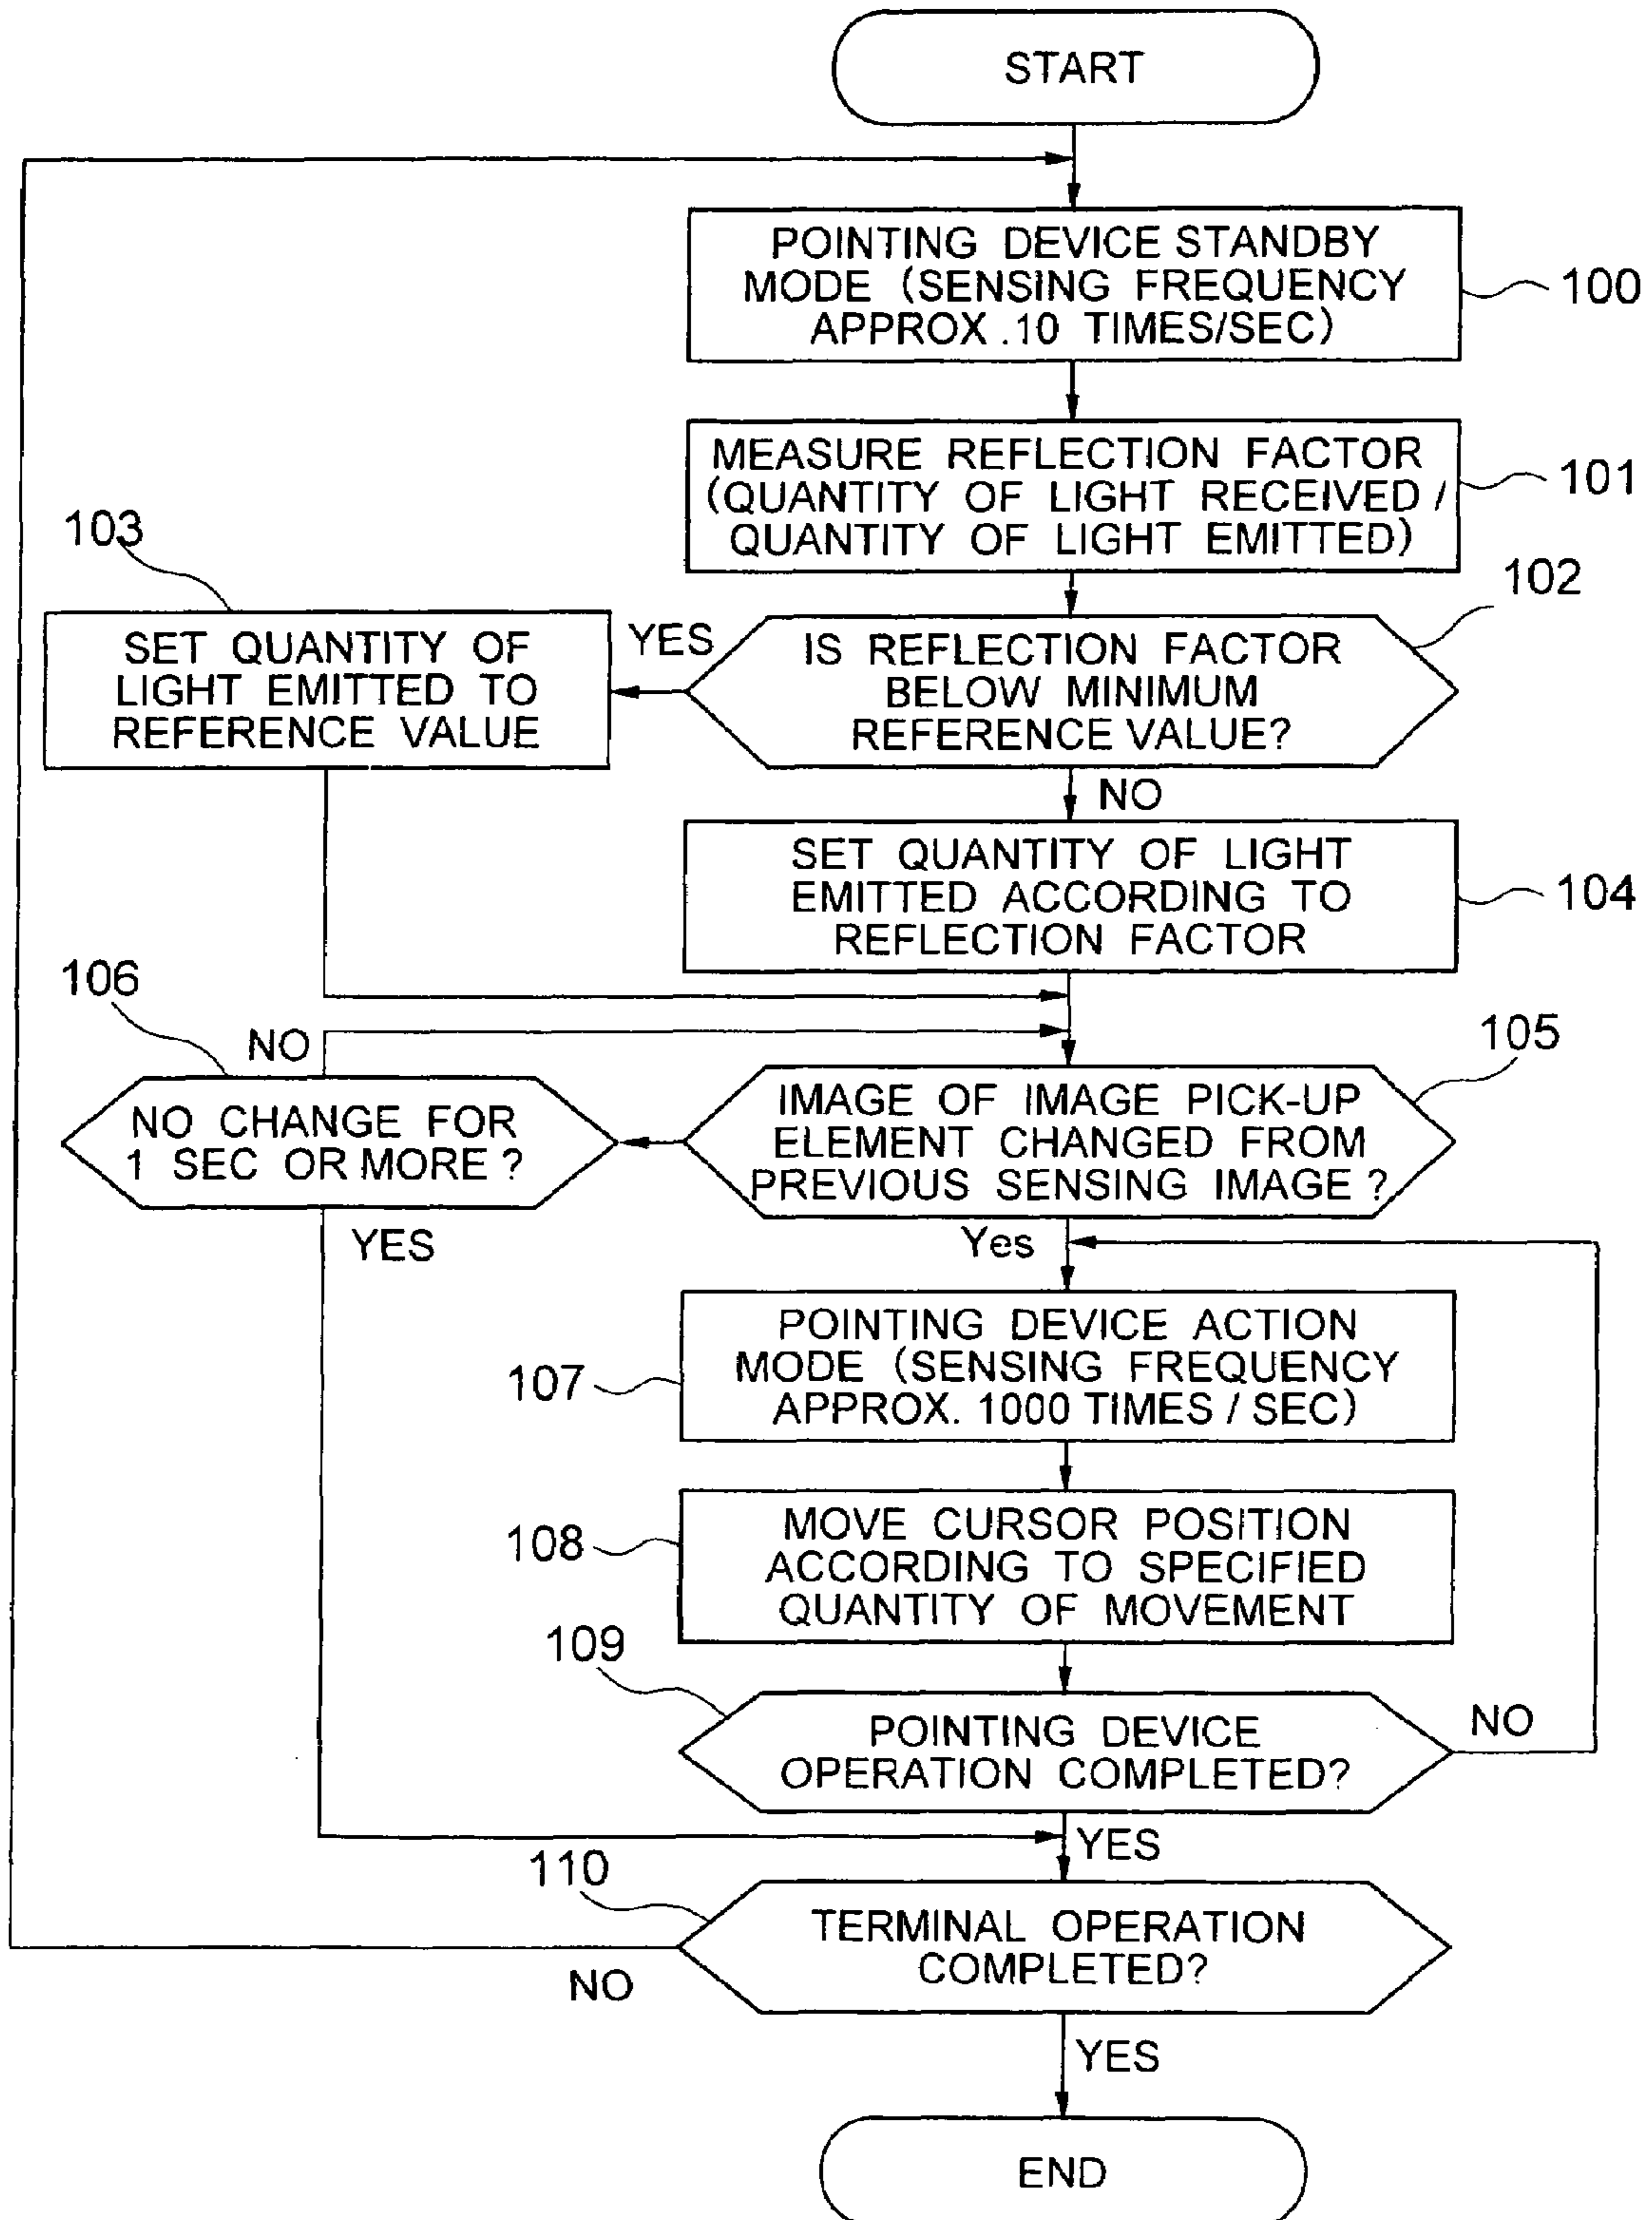 START
POINTING DEVICE STANDBY
MODE (SENSING FREQUENCY
APPROX .10 TIMES/SEC)
100
MEASURE REFLECTION FACTOR
(QUANTITY OF LIGHT RECEIVED /
QUANTITY OF LIGHT EMITTED)
101
102
IS REFLECTION FACTOR
BELOW MINIMUM
REFERENCE VALUE?
YES
103
SET QUANTITY OF
LIGHT EMITTED TO
REFERENCE VALUE
NO
SET QUANTITY OF LIGHT
EMITTED ACCORDING TO
REFLECTION FACTOR
104
105
IMAGE OF IMAGE PICK-UP
ELEMENT CHANGED FROM
PREVIOUS SENSING IMAGE ?
106
NO
NO CHANGE FOR
1 SEC OR MORE ?
YES
Yes
POINTING DEVICE ACTION
MODE (SENSING FREQUENCY
APPROX. 1000 TIMES / SEC)
107
MOVE CURSOR POSITION
ACCORDING TO SPECIFIED
QUANTITY OF MOVEMENT
108
109
POINTING DEVICE
OPERATION COMPLETED?
NO
YES
110
TERMINAL OPERATION
COMPLETED?
NO
YES
END